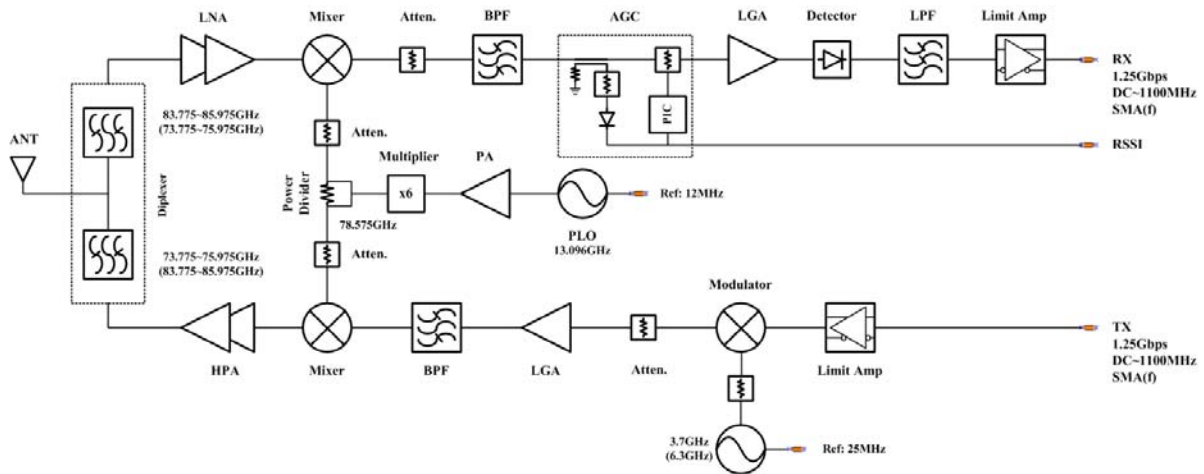 LNA
Mixer
Atten.
BPF
AGC
LGA
Detector
LPF
Limit Amp
RX
1.25Gbps
DC~1100MHz
SMA(f)
PIC
RSSI
83.775~85.975GHz
(73.775~75.975GHz)
ANT
Diplexer
Atten.
Multiplier
PA
Power
Divider
x6
Ref: 12MHz
78.575GHz
PLO
13.096GHz
73.775~75.975GHz
(83.775~85.975GHz)
Atten.
Modulator
TX
1.25Gbps
DC~1100MHz
SMA(f)
HPA
Mixer
BPF
LGA
Atten.
Limit Amp
3.7GHz
(6.3GHz)
Ref: 25MHz